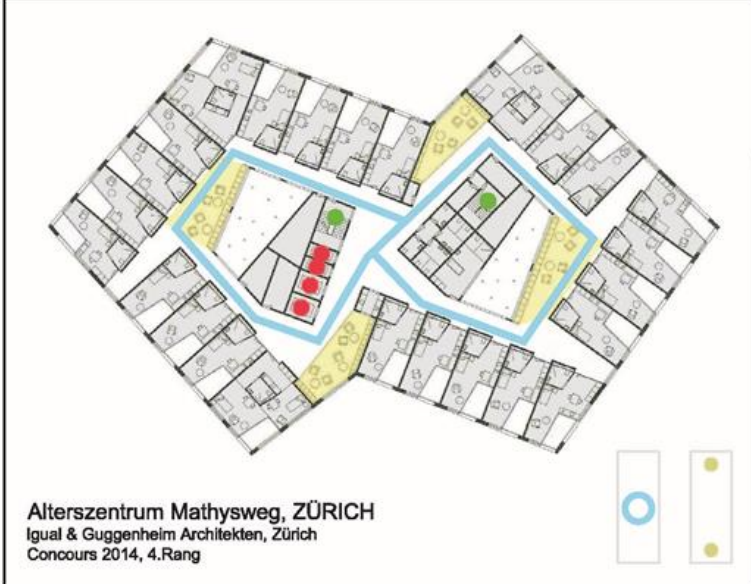 Alterszentrum Mathysweg, ZÜRICH
Igual & Guggenheim Architekten, Zürich
Concours 2014, 4.Rang